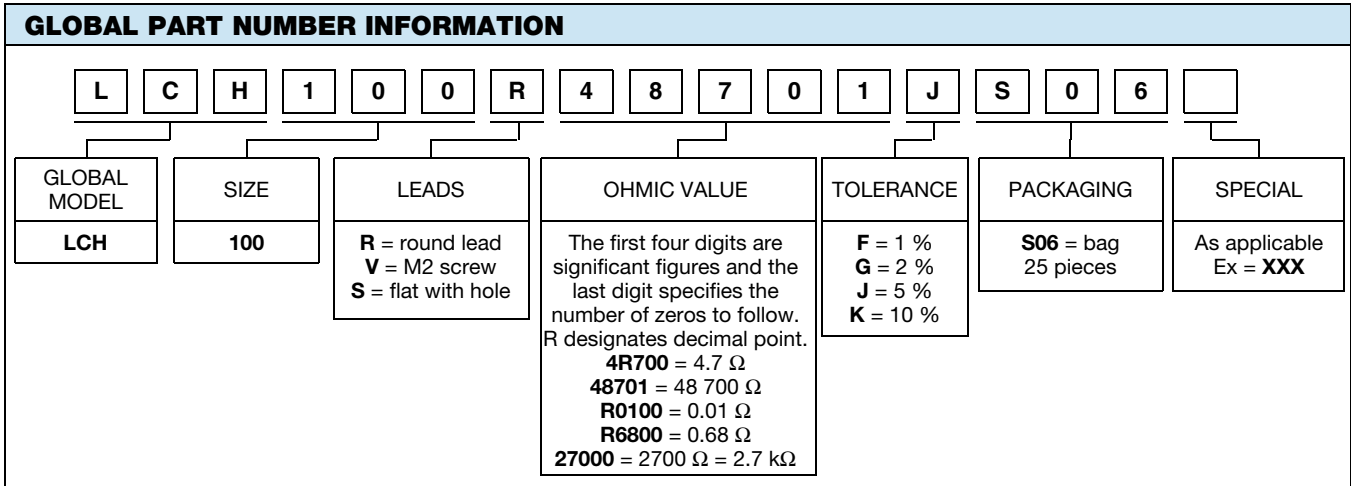 GLOBAL PART NUMBER INFORMATION
L C H 1 0 0 R 4 8 7 0 1 J S 0 6
GLOBAL
MODEL
LCH
SIZE
100
LEADS
R = round lead
V = M2 screw
S = flat with hole
OHMIC VALUE
The first four digits are
significant figures and the
last digit specifies the
number of zeros to follow.
R designates decimal point.
4R700 = 4.7 Ω
48701 = 48 700 Ω
R0100 = 0.01 Ω
R6800 = 0.68 Ω
27000 = 2700 Ω = 2.7 kΩ
TOLERANCE
F = 1 %
G = 2 %
J = 5 %
K = 10 %
PACKAGING
S06 = bag
25 pieces
SPECIAL
As applicable
Ex = XXX